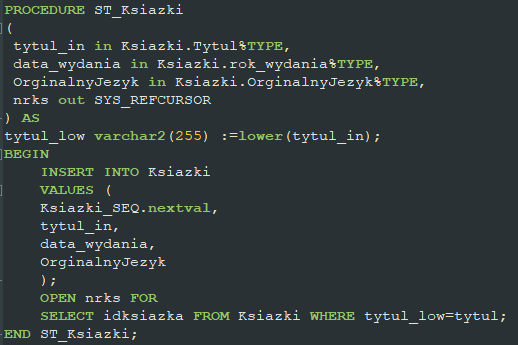 PROCEDURE ST_Ksiazki
(
tytul_in in Ksiazki.Tytul%TYPE,
data_wydania in Ksiazki.rok_wydania%TYPE,
OrginalnyJezyk in Ksiazki.OrginalnyJezyk%TYPE,
nrks out SYS_REFCURSOR
) AS
tytul_low varchar2(255) :=lower(tytul_in);
BEGIN
INSERT INTO Ksiazki
VALUES (
Ksiazki_SEQ.nextval,
tytul_in,
data_wydania,
OrginalnyJezyk
);
OPEN nrks FOR
SELECT idksiazka FROM Ksiazki WHERE tytul_low=tytul;
END ST_Ksiazki;